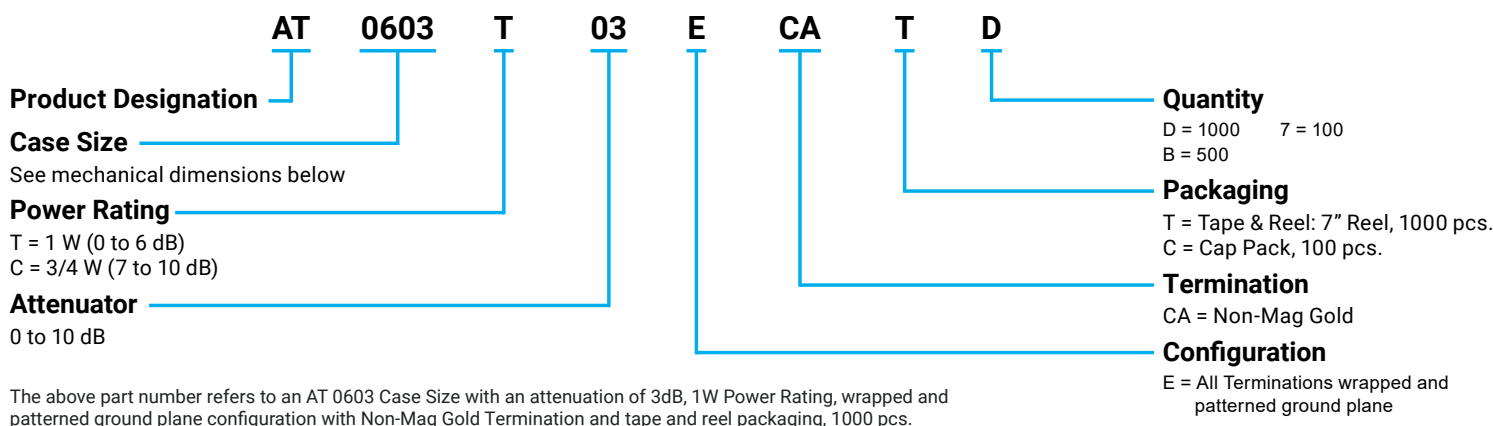 AT 0603 T 03 E CA T D
Product Designation
Case Size
See mechanical dimensions below
Power Rating
T = 1 W (0 to 6 dB)
C = 3/4 W (7 to 10 dB)
Attenuator
0 to 10 dB
Quantity
D = 1000 7 = 100
B = 500
Packaging
T = Tape & Reel: 7” Reel, 1000 pcs.
C = Cap Pack, 100 pcs.
Termination
CA = Non-Mag Gold
Configuration
E = All Terminations wrapped and
patterned ground plane
The above part number refers to an AT 0603 Case Size with an attenuation of 3dB, 1W Power Rating, wrapped and
patterned ground plane configuration with Non-Mag Gold Termination and tape and reel packaging, 1000 pcs.